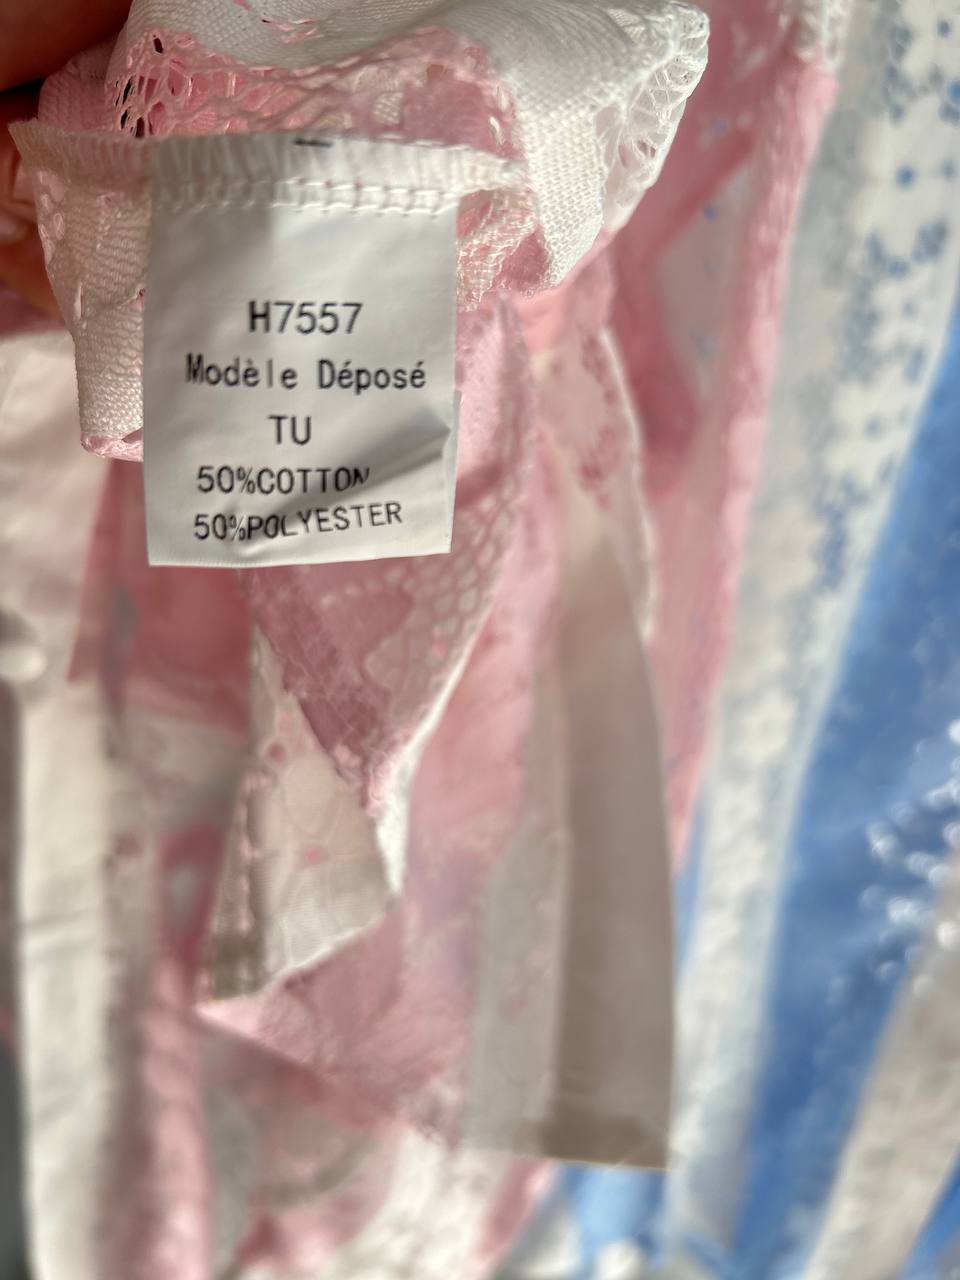 H7557
Modèle Déposé
TU
50%COTTON
50%POLYESTER